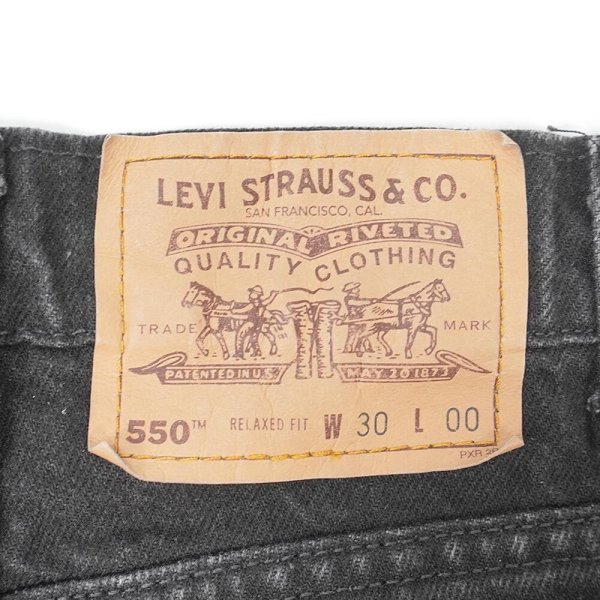 LEVI STRAUSS & CO.
SAN FRANCISCO, CAL.
ORIGINAL RIVETED
QUALITY CLOTHING
TRADE MARK
PATENTED IN U.S. MAY 20 1873
550™ RELAXED FIT W 30 L 00
PXR